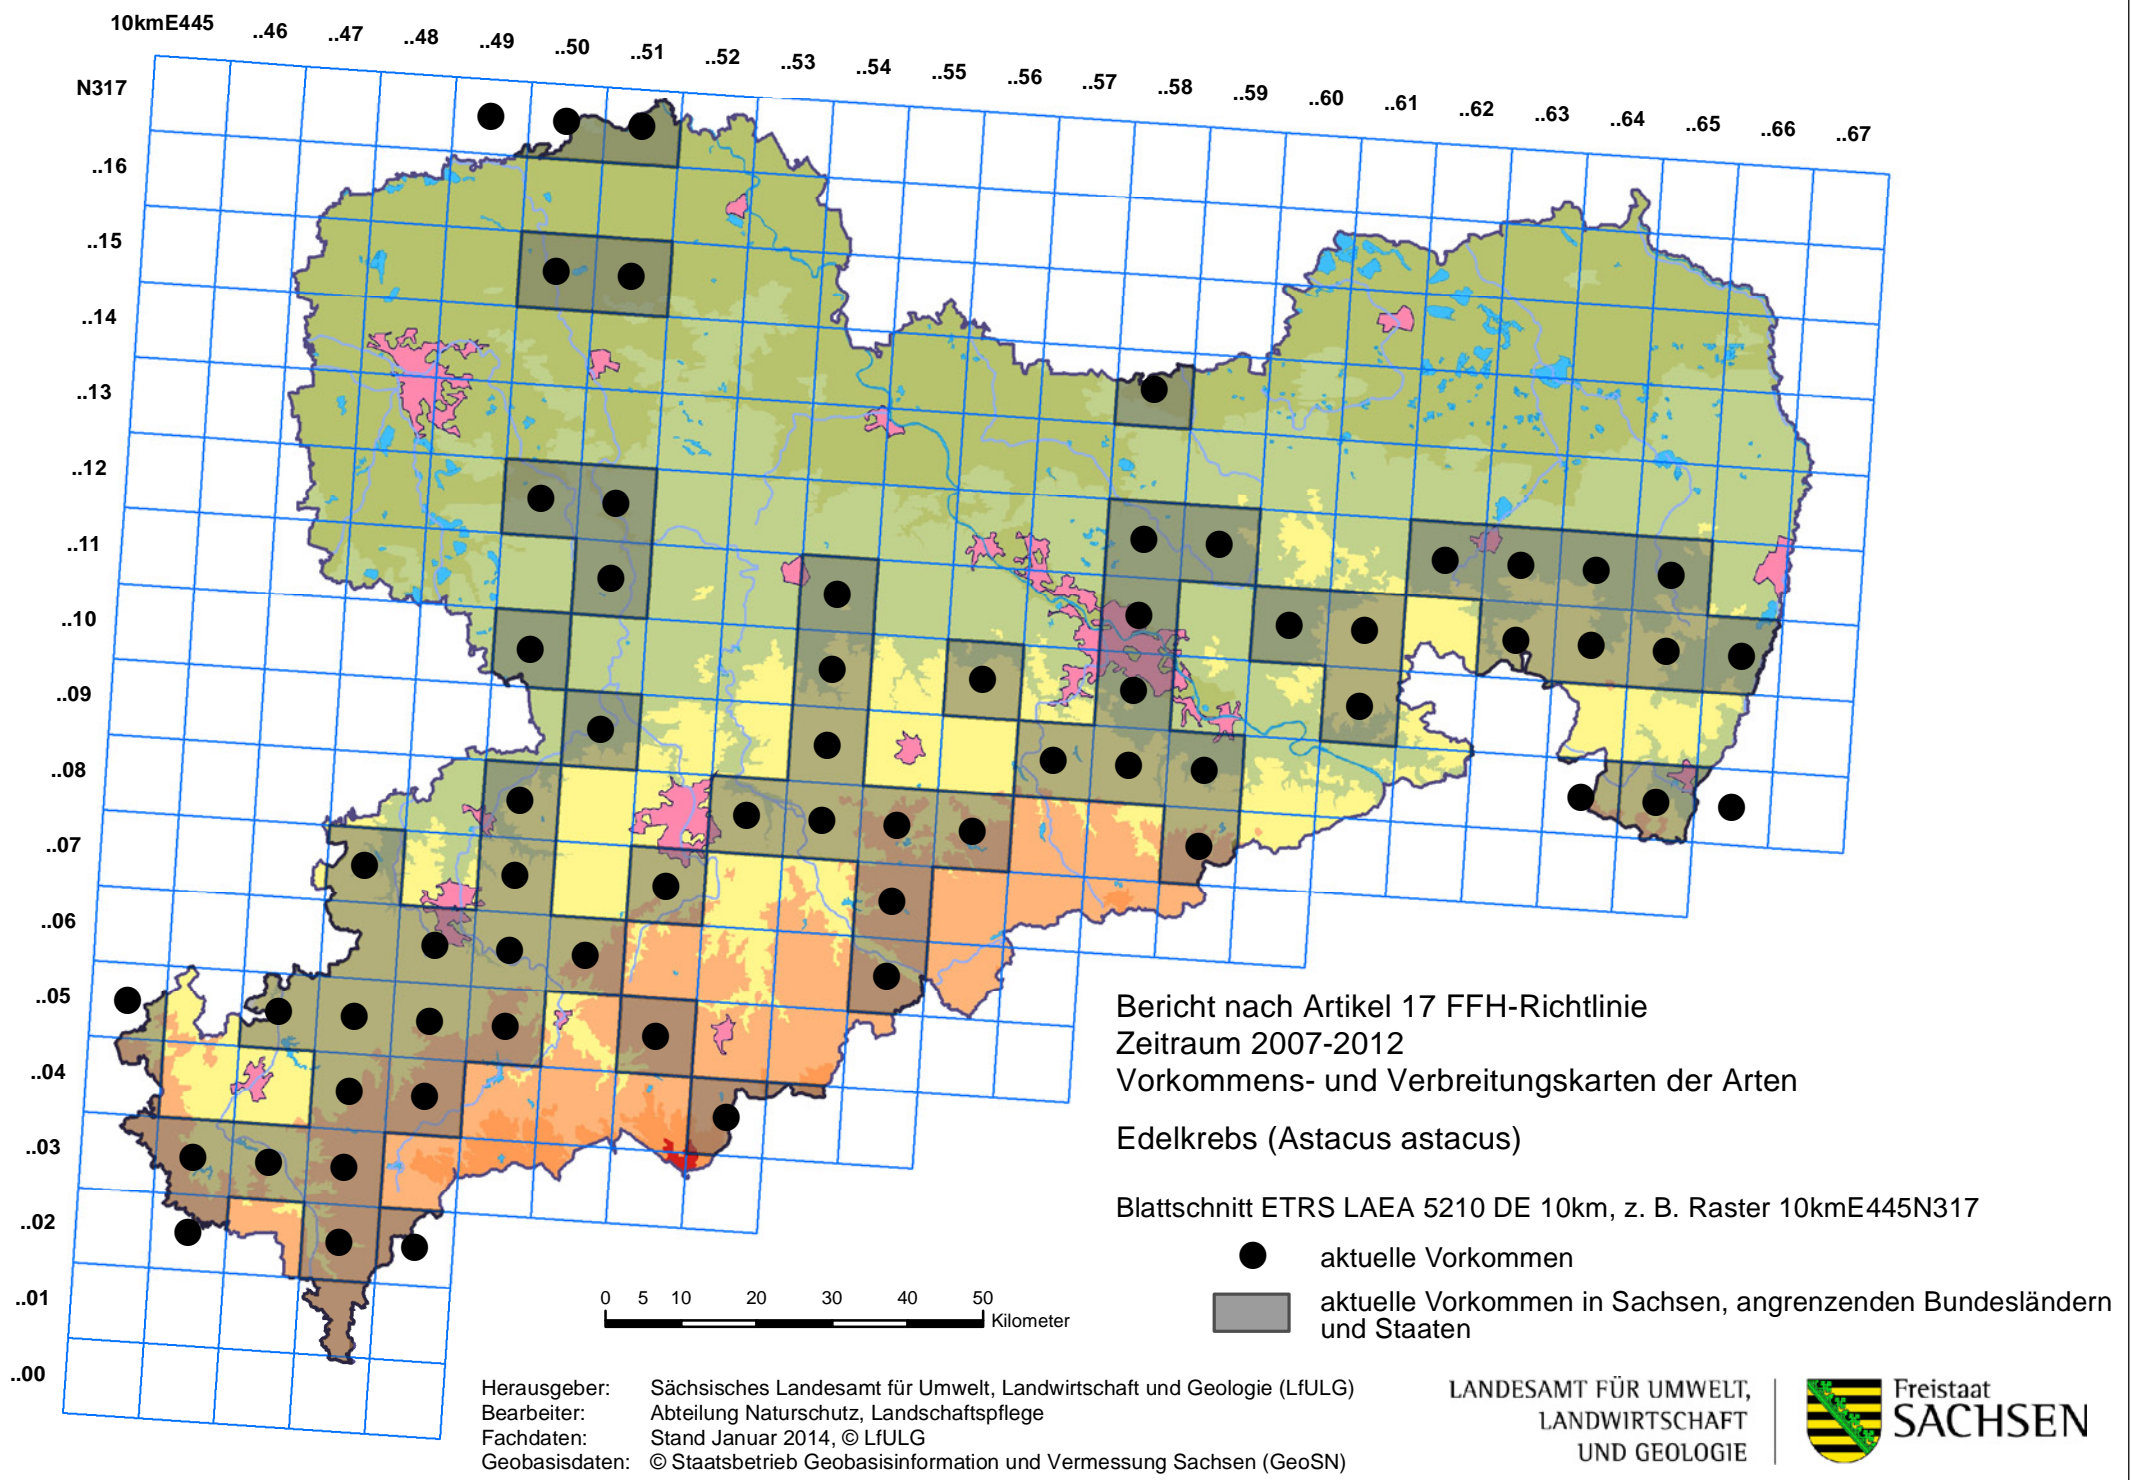 10kmE445 ..46 ..47 ..48 ..49 ..50 ..51 ..52 ..53 ..54 ..55 ..56 ..57 ..58 ..59 ..60 ..61 ..62 ..63 ..64 ..65 ..66 ..67
N317
..16
..15
..14
..13
..12
..11
..10
..09
..08
..07
..06
..05
..04
..03
..02
..01
..00
Bericht nach Artikel 17 FFH-Richtlinie
Zeitraum 2007-2012
Vorkommens- und Verbreitungskarten der Arten
Edelkrebs (Astacus astacus)
Blattschnitt ETRS LAEA 5210 DE 10km, z. B. Raster 10kmE445N317
aktuelle Vorkommen
aktuelle Vorkommen in Sachsen, angrenzenden Bundesländern
und Staaten
0 5 10 20 30 40 50
Kilometer
Herausgeber: Sächsisches Landesamt für Umwelt, Landwirtschaft und Geologie (LfULG)
Bearbeiter: Abteilung Naturschutz, Landschaftspflege
Fachdaten: Stand Januar 2014, © LfULG
Geobasisdaten: © Staatsbetrieb Geobasisinformation und Vermessung Sachsen (GeoSN)
LANDESAMT FÜR UMWELT,
LANDWIRTSCHAFT
UND GEOLOGIE
Freistaat
SACHSEN